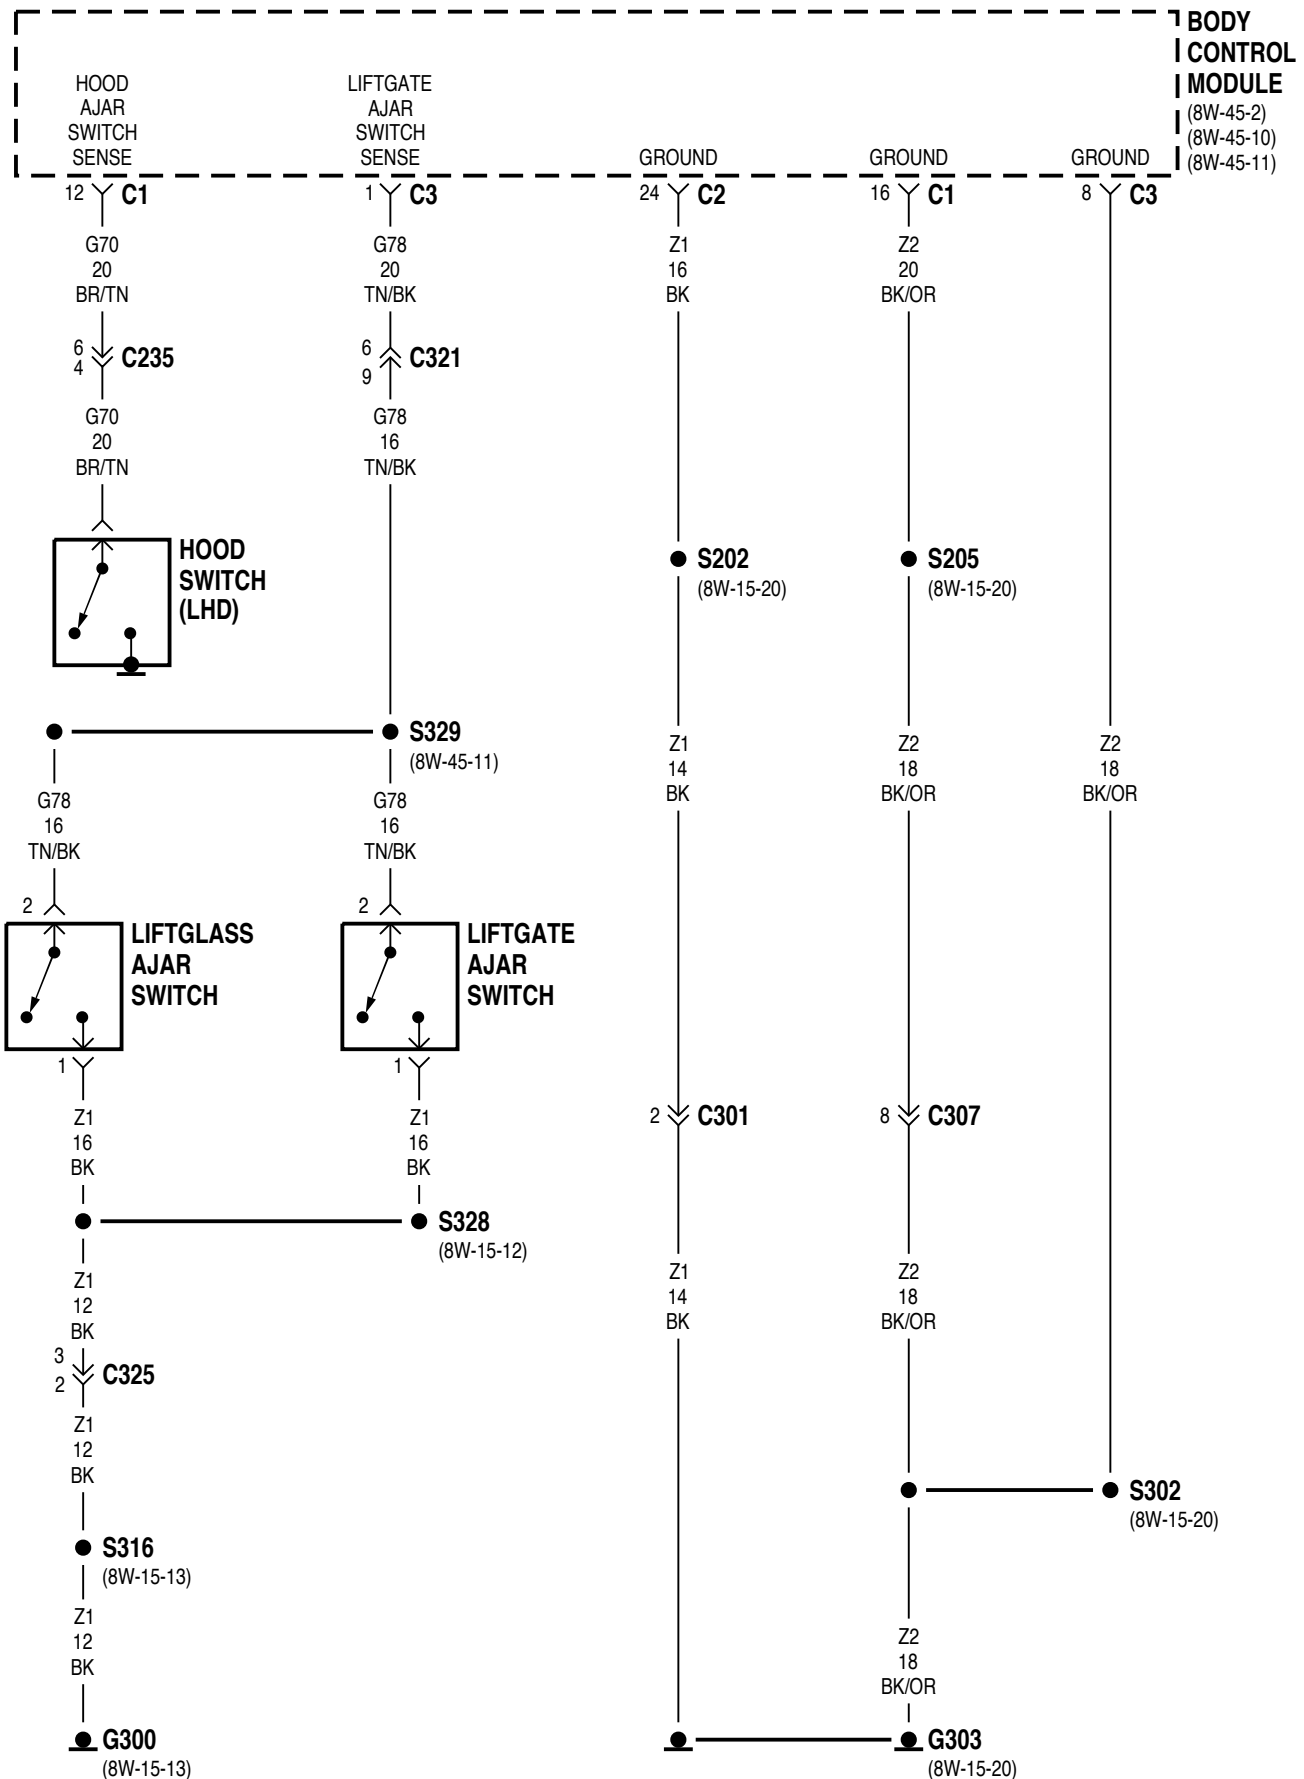 BODY
CONTROL
MODULE
(8W-45-2)
(8W-45-10)
(8W-45-11)
HOOD
AJAR
SWITCH
SENSE
LIFTGATE
AJAR
SWITCH
SENSE
GROUND
GROUND
GROUND
12 C1
1 C3
24 C2
16 C1
8 C3
G70
20
BR/TN
G78
20
TN/BK
Z1
16
BK
Z2
20
BK/OR
6
4
C235
6
9
C321
G70
20
BR/TN
G78
16
TN/BK
HOOD
SWITCH
(LHD)
S202
(8W-15-20)
S205
(8W-15-20)
S329
(8W-45-11)
Z1
14
BK
Z2
18
BK/OR
Z2
18
BK/OR
G78
16
TN/BK
G78
16
TN/BK
2
2
LIFTGLASS
AJAR
SWITCH
LIFTGATE
AJAR
SWITCH
1
1
Z1
16
BK
Z1
16
BK
2 C301
8 C307
S328
(8W-15-12)
Z1
12
BK
Z1
14
BK
Z2
18
BK/OR
3
2
C325
Z1
12
BK
S302
(8W-15-20)
S316
(8W-15-13)
Z1
12
BK
Z2
18
BK/OR
G300
(8W-15-13)
G303
(8W-15-20)